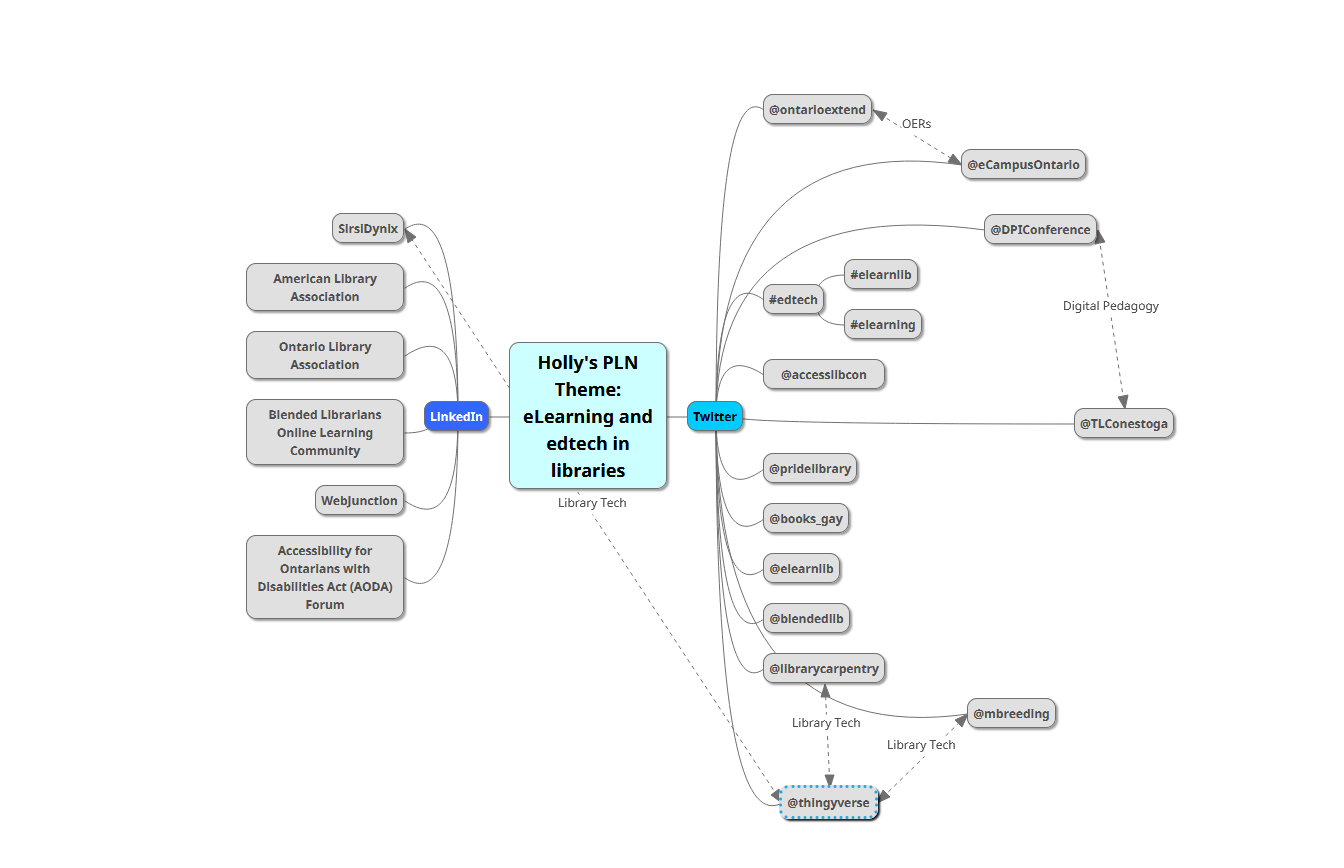 @ontarioextend
OERs
@eCampusOntario
SirsiDynix
@DPIConference
American Library
Association
#elearnlib
#edtech
Digital Pedagogy
#elearning
Ontario Library
Association
Holly's PLN
Theme:
eLearning and
edtech in
libraries
@accesslibcon
LinkedIn
Twitter
@TLConestoga
Blended Librarians
Online Learning
Community
@pridelibrary
WebJunction
Library Tech
@books_gay
Accessibility for
Ontarians with
Disabilities Act (AODA)
Forum
@elearnlib
@blendedlib
@librarycarpentry
@mbreeding
Library Tech
Library Tech
@thingyverse